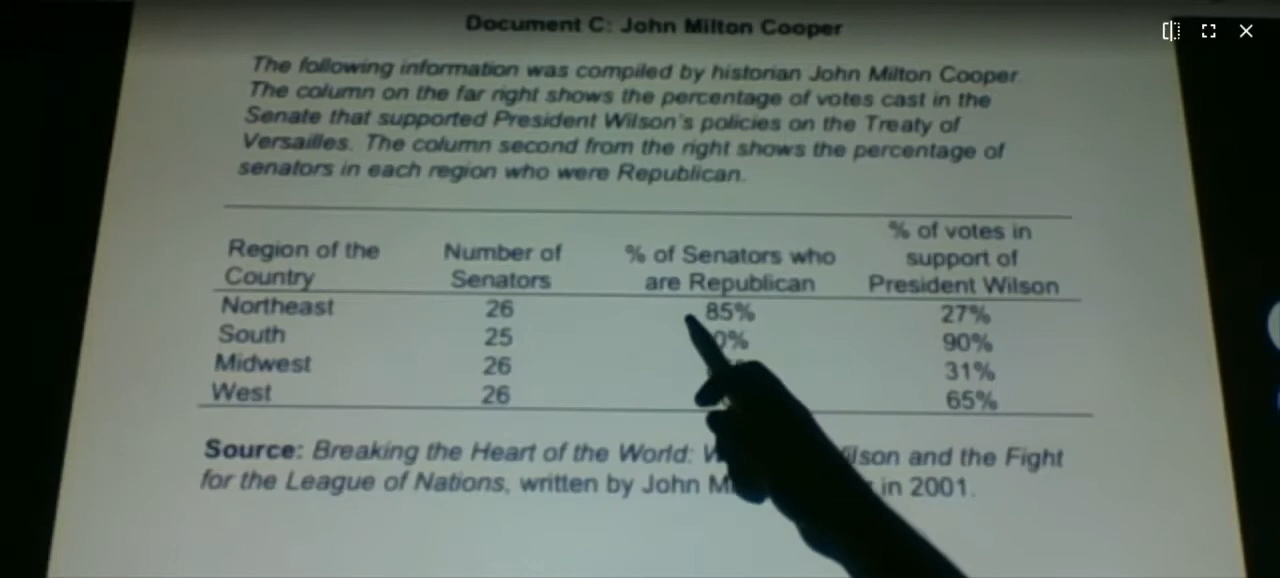 Document C: John Milton Cooper
The following information was compiled by historian John Milton Cooper
The column on the far right shows the percentage of votes cast in the
Senate that supported President Wilson's policies on the Treaty of
Versailles. The column second from the right shows the percentage of
senators in each region who were Republican.
Region of the Country Number of Senators % of Senators who are Republican % of votes in support of President Wilson
Northeast 26 85% 27%
South 25 0% 90%
Midwest 26 31%
West 26 65%
Source: Breaking the Heart of the World: and the Fight
for the League of Nations, written by John in 2001.